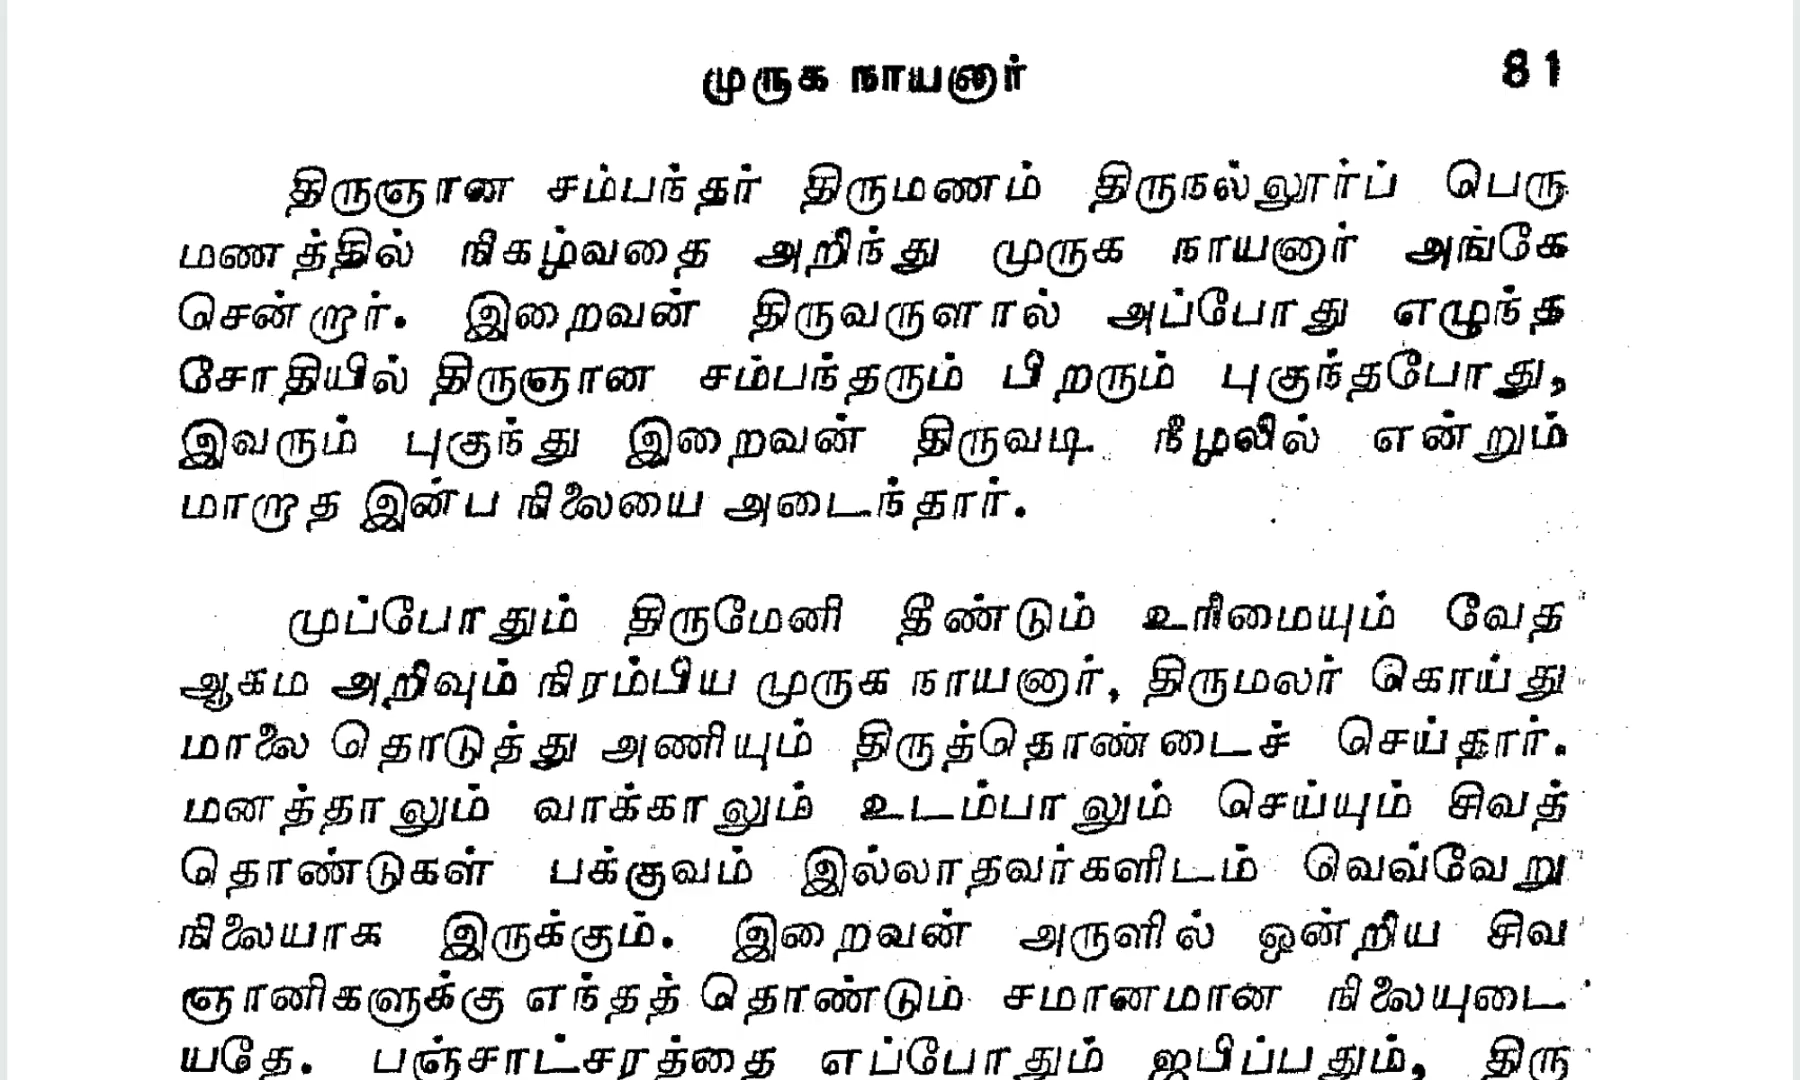 முருக நாயனார் 81
திருஞான சம்பந்தர் திருமணம் திருநல்லூர்ப் பெரு
மணத்தில் நிகழ்வதை அறிந்து முருக நாயனார் அங்கே
சென்றார். இறைவன் திருவருளால் அப்போது எழுந்த
சோதியில் திருஞான சம்பந்தரும் பிறரும் புகுந்தபோது,
இவரும் புகுந்து இறைவன் திருவடி நீழலில் என்றும்
மாறாத இன்ப நிலையை அடைந்தார்.
முப்போதும் திருமேனி தீண்டும் உரிமையும் வேத
ஆகம அறிவும் நிரம்பிய முருக நாயனார், திருமலர் கொய்து
மாலை தொடுத்து அணியும் திருத்தொண்டைச் செய்தார்.
மனத்தாலும் வாக்காலும் உடம்பாலும் செய்யும் சிவத்
தொண்டுகள் பக்குவம் இல்லாதவர்களிடம் வெவ்வேறு
நிலையாக இருக்கும். இறைவன் அருளில் ஒன்றிய சிவ
ஞானிகளுக்கு எந்தத் தொண்டும் சமானமான நிலையுடை
யதே. பஞ்சாட்சரத்தை எப்போதும் ஜபிப்பதும், திரு